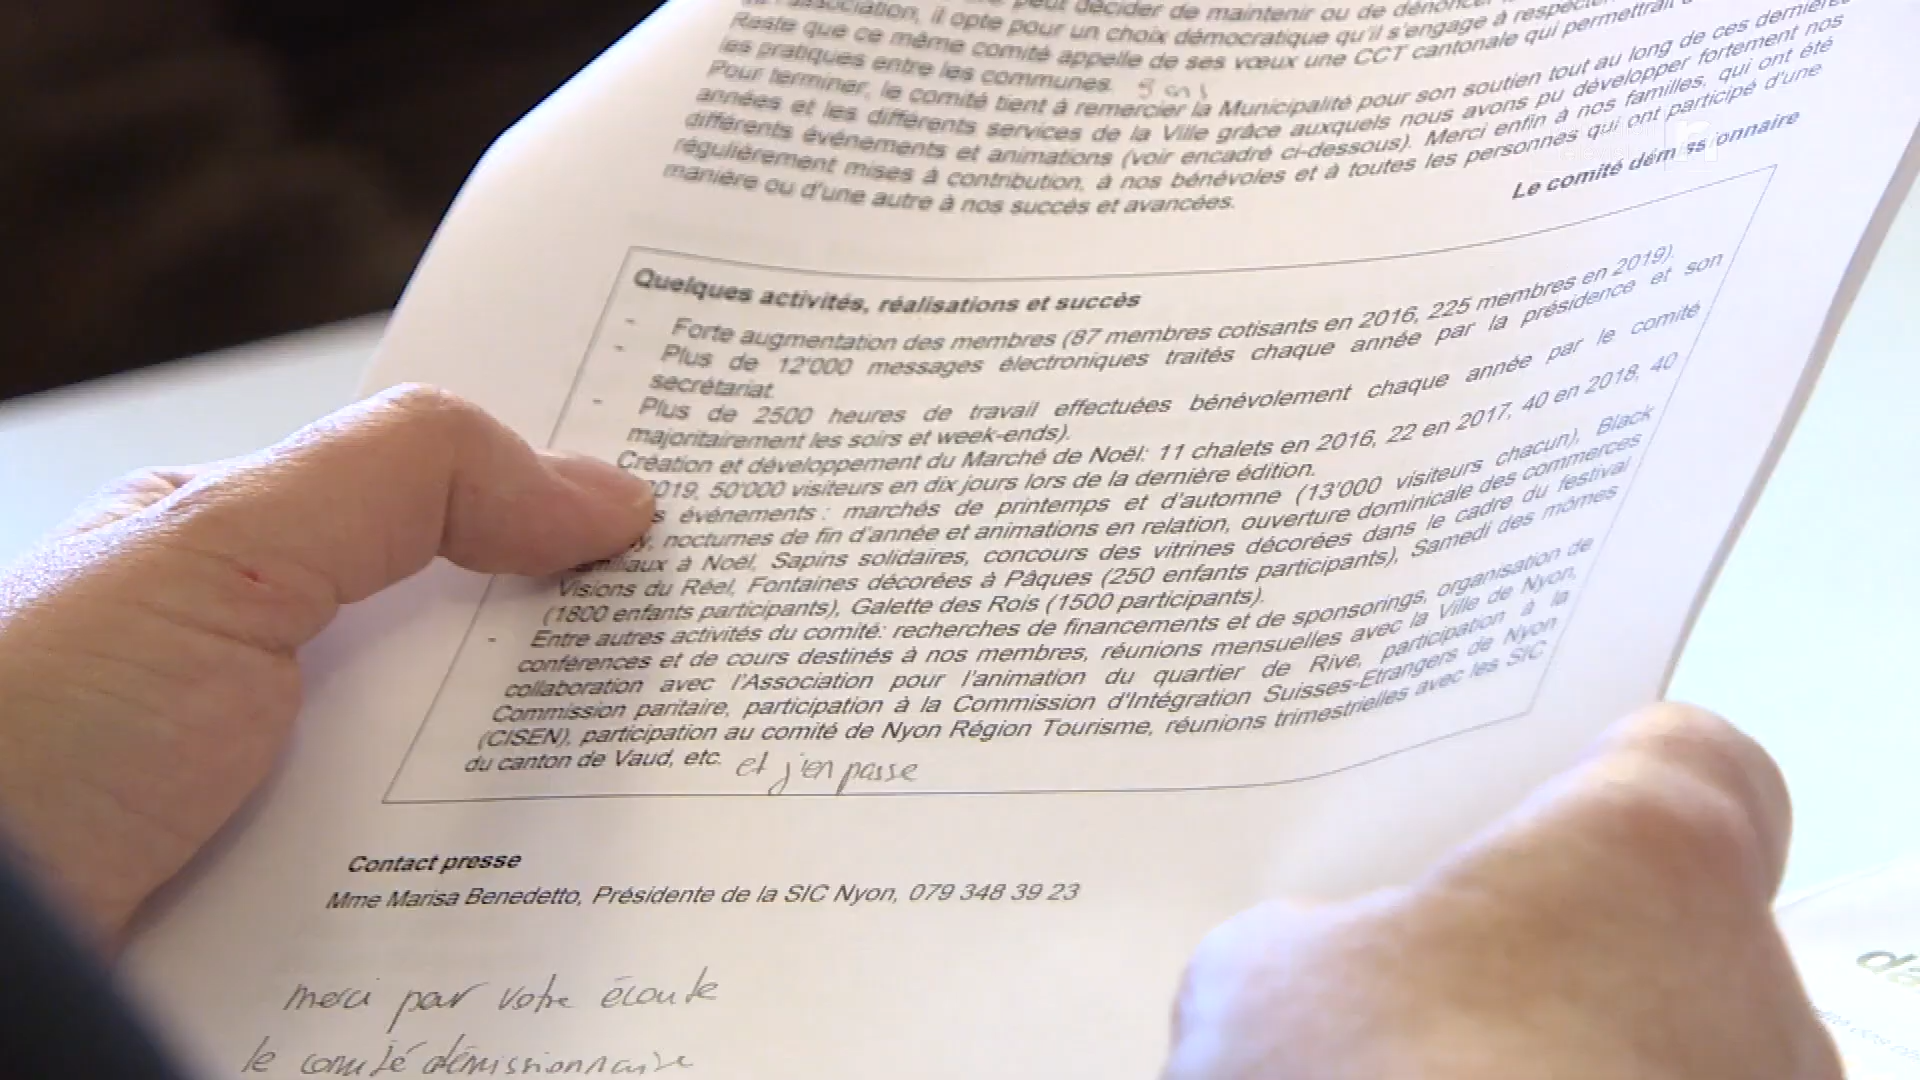 peut décider de maintenir ou de dénoncer
association, il opte pour un choix démocratique qu'il s'engage à respecter
Reste que ce même comité appelle de ses vœux une CCT cantonale qui permettrait
les pratiques entre les communes. 5 ans
Pour terminer, le comité tient à remercier la Municipalité pour son soutien tout au long de ces dernières
années et les différents services de la Ville grâce auxquels nous avons pu développer fortement nos
différents événements et animations (voir encadré ci-dessous). Merci enfin à nos familles, qui ont été
régulièrement mises à contribution, à nos bénévoles et à toutes les personnes qui ont participé d'une
manière ou d'une autre à nos succès et avancées.
Le comité démissionnaire
Quelques activités, réalisations et succès
- Forte augmentation des membres (87 membres cotisants en 2016, 225 membres en 2019).
- Plus de 12'000 messages électroniques traités chaque année par la présidence et son
secrétariat.
- Plus de 2500 heures de travail effectuées bénévolement chaque année par le comité
majoritairement les soirs et week-ends).
Création et développement du Marché de Noël: 11 chalets en 2016, 22 en 2017, 40 en 2018, 40
2019, 50'000 visiteurs en dix jours lors de la dernière édition.
s événements : marchés de printemps et d'automne (13'000 visiteurs chacun), Black
y, nocturnes de fin d'année et animations en relation, ouverture dominicale des commerces
familiaux à Noël, Sapins solidaires, concours des vitrines décorées dans le cadre du festival
Visions du Réel, Fontaines décorées à Pâques (250 enfants participants), Samedi des mômes
(1800 enfants participants), Galette des Rois (1500 participants).
- Entre autres activités du comité: recherches de financements et de sponsorings, organisation de
conférences et de cours destinés à nos membres, réunions mensuelles avec la Ville de Nyon,
collaboration avec l'Association pour l'animation du quartier de Rive, participation à la
Commission paritaire, participation à la Commission d'Intégration Suisses-Etrangers de Nyon
(CISEN), participation au comité de Nyon Région Tourisme, réunions trimestrielles avec les SIC
du canton de Vaud, etc. et j'en passe
Contact presse
Mme Marisa Benedetto, Présidente de la SIC Nyon, 079 348 39 23
merci par votre écoute
le comité démissionnaire